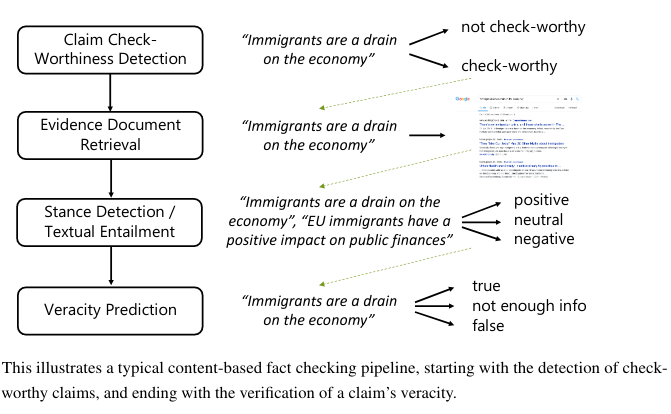 Claim Check-
Worthiness Detection
“Immigrants are a drain
on the economy”
not check-worthy
check-worthy
Evidence Document
Retrieval
“Immigrants are a drain
on the economy”
Google
Stance Detection /
Textual Entailment
“Immigrants are a drain on the
economy”, “EU immigrants have a
positive impact on public finances”
positive
neutral
negative
Veracity Prediction
“Immigrants are a drain
on the economy”
true
not enough info
false
This illustrates a typical content-based fact checking pipeline, starting with the detection of check-
worthy claims, and ending with the verification of a claim’s veracity.